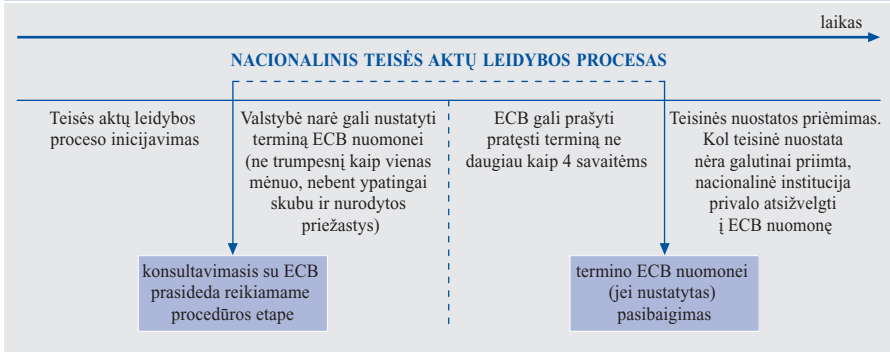 laikas
NACIONALINIS TEISĖS AKTŲ LEIDYBOS PROCESAS
Teisės aktų leidybos
proceso inicijavimas
Valstybė narė gali nustatyti
terminą ECB nuomonei
(ne trumpesnį kaip vienas
mėnuo, nebent ypatingai
skubu ir nurodytos
priežastys)
ECB gali prašyti
pratęsti terminą ne
daugiau kaip 4 savaitėms
Teisinės nuostatos priėmimas.
Kol teisinė nuostata
nėra galutinai priimta,
nacionalinė institucija
privalo atsižvelgti
į ECB nuomonę
konsultavimasis su ECB
prasideda reikiamame
procedūros etape
termino ECB nuomonei
(jei nustatytas)
pasibaigimas